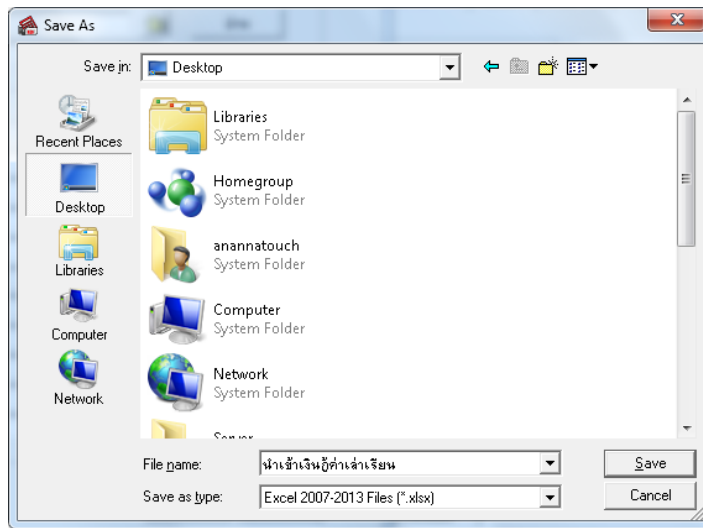 Save As
Save in:
Desktop
Recent Places
Desktop
Libraries
Computer
Network
Libraries
System Folder
Homegroup
System Folder
anannatouch
System Folder
Computer
System Folder
Network
System Folder
Server
File name:
นำเข้าเงินกู้ค่าเล่าเรียน
Save
Save as type:
Excel 2007-2013 Files (*.xlsx)
Cancel